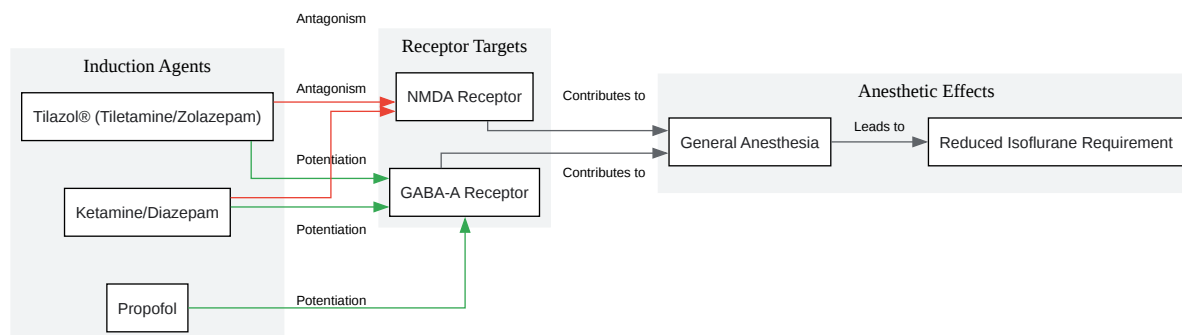 Antagonism
Receptor Targets
Induction Agents
Antagonism
NMDA Receptor
Contributes to
Anesthetic Effects
Tilazol® (Tiletamine/Zolazepam)
Leads to
General Anesthesia
Reduced Isoflurane Requirement
Potentiation
Contributes to
GABA-A Receptor
Ketamine/Diazepam
Potentiation
Potentiation
Propofol